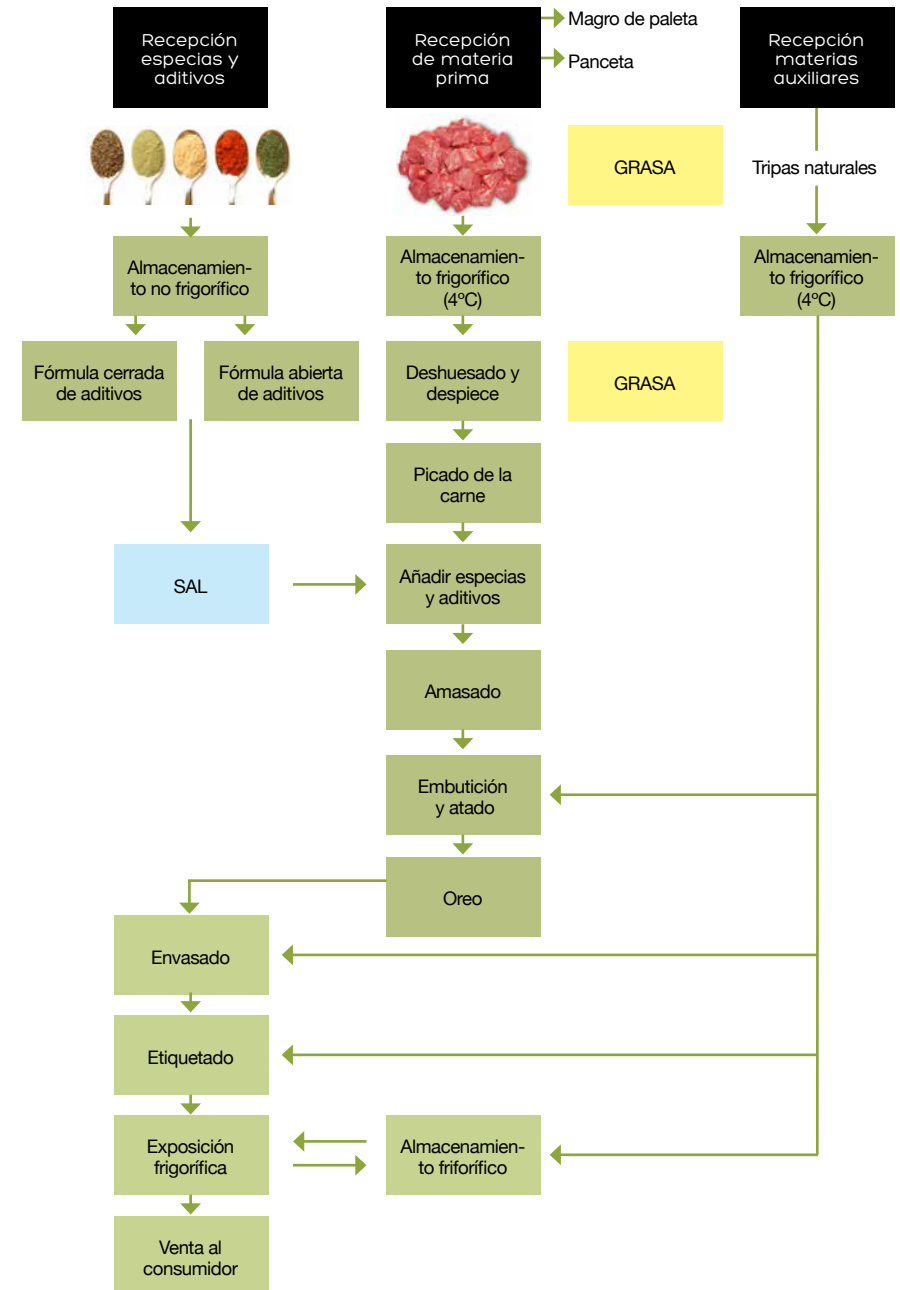 Recepción
especias y
aditivos
Recepción
de materia
prima
Magro de paleta
Panceta
Recepción
materias
auxiliares
GRASA
Tripas naturales
Almacenamien-
to no frigorífico
Almacenamien-
to frigorífico
(4ºC)
Almacenamien-
to frigorífico
(4ºC)
Fórmula cerrada
de aditivos
Fórmula abierta
de aditivos
Deshuesado y
despiece
GRASA
Picado de la
carne
SAL
Añadir especias
y aditivos
Amasado
Embutición
y atado
Oreo
Envasado
Etiquetado
Exposición
frigorífica
Almacenamien-
to friforífico
Venta al
consumidor